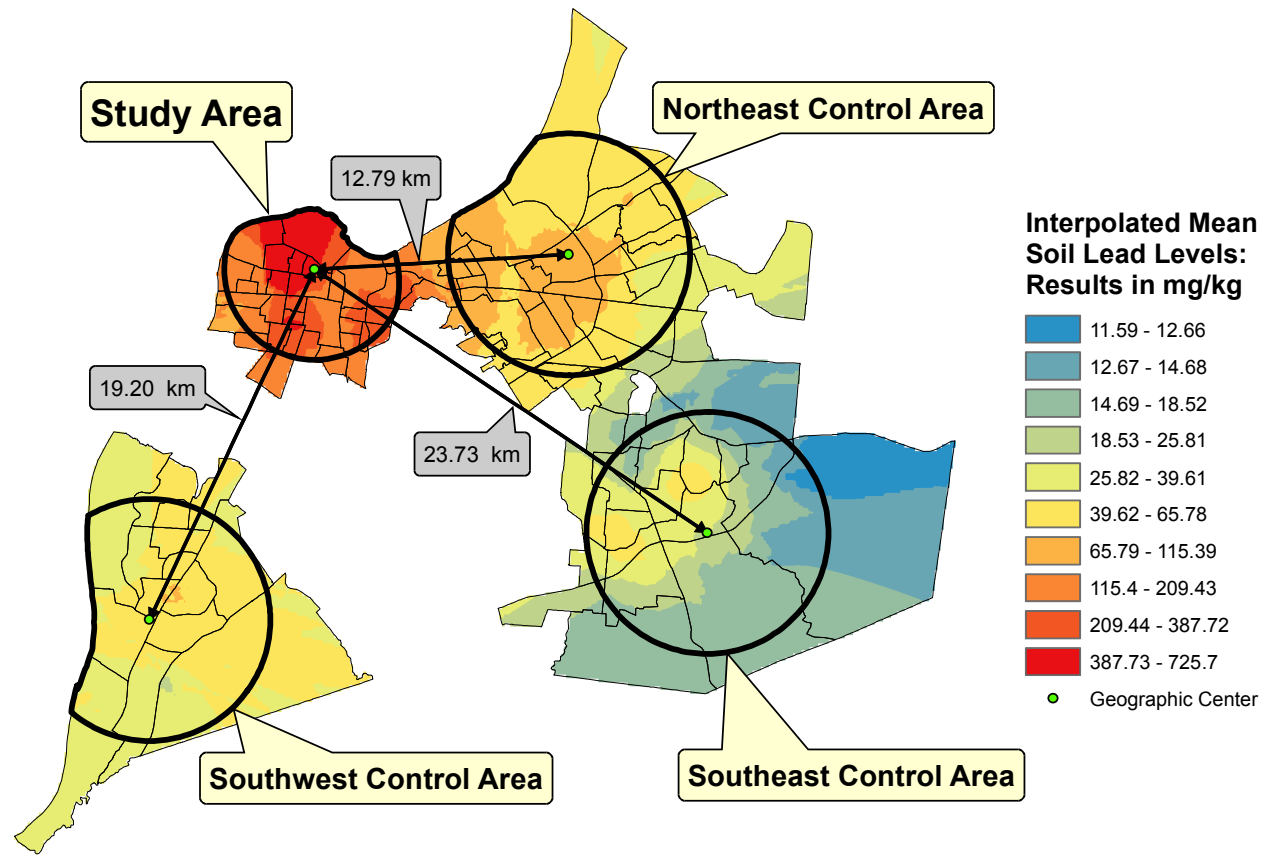 Study Area
Northeast Control Area
12.79 km
19.20 km
23.73 km
Southwest Control Area
Southeast Control Area
Interpolated Mean
Soil Lead Levels:
Results in mg/kg
11.59 - 12.66
12.67 - 14.68
14.69 - 18.52
18.53 - 25.81
25.82 - 39.61
39.62 - 65.78
65.79 - 115.39
115.4 - 209.43
209.44 - 387.72
387.73 - 725.7
Geographic Center